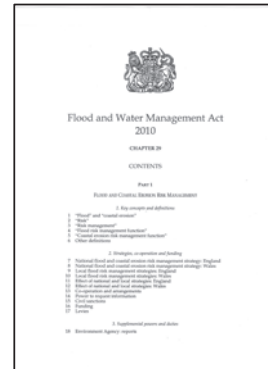 Flood and Water Management Act
2010
CHAPTER 29
CONTENTS
PART 1
FLOOD AND COASTAL EROSION RISK MANAGEMENT
1. Key concepts and definitions
1 "Flood" and "coastal erosion"
2 "Risk"
3 "Risk management"
4 "Flood risk management function"
5 "Coastal erosion risk management function"
6 Other definitions
2. Strategies, co-operation and funding
7 National flood and coastal erosion risk management strategy: England
8 National flood and coastal erosion risk management strategy: Wales
9 Local flood risk management strategies: England
10 Local flood risk management strategies: Wales
11 Effect of national and local strategies: England
12 Effect of national and local strategies: Wales
13 Co-operation and arrangements
14 Power to request information
15 Civil sanctions
16 Funding
17 Levies
3. Supplemental powers and duties
18 Environment Agency: reports